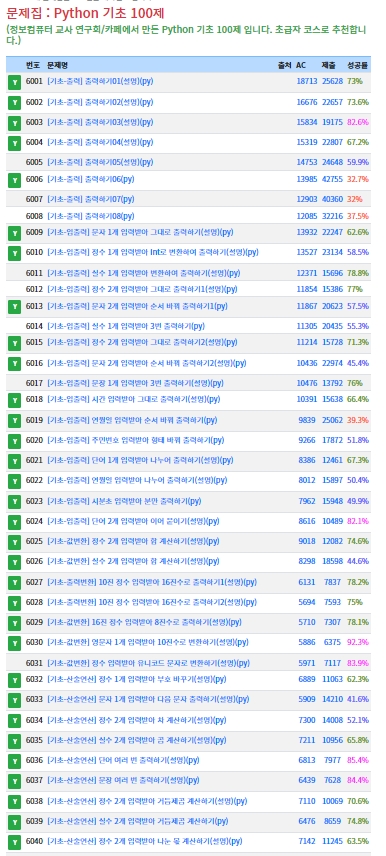 문제집 : Python 기초 100제
(정보컴퓨터 교사 연구회/카페에서 만든 Python 기초 100제 입니다. 초급자 코스로 추천합니다.)
번호 문제명 출처 AC 제출 성공률
Y 6001 [기초-출력] 출력하기01(설명)(py) 18713 25628 73%
Y 6002 [기초-출력] 출력하기02(설명)(py) 16676 22657 73.6%
Y 6003 [기초-출력] 출력하기03(설명)(py) 15834 19175 82.6%
Y 6004 [기초-출력] 출력하기04(설명)(py) 15319 22807 67.2%
6005 [기초-출력] 출력하기05(설명)(py) 14753 24648 59.9%
Y 6006 [기초-출력] 출력하기06(py) 13985 42755 32.7%
6007 [기초-출력] 출력하기07(py) 12903 40360 32%
6008 [기초-출력] 출력하기08(py) 12085 32216 37.5%
Y 6009 [기초-입출력] 문자 1개 입력받아 그대로 출력하기(설명)(py) 13932 22247 62.6%
Y 6010 [기초-입출력] 정수 1개 입력받아 int로 변환하여 출력하기(설명)(py) 13527 23134 58.5%
6011 [기초-입출력] 실수 1개 입력받아 변환하여 출력하기(설명)(py) 12371 15696 78.8%
6012 [기초-입출력] 정수 2개 입력받아 그대로 출력하기1(설명)(py) 11854 15386 77%
Y 6013 [기초-입출력] 문자 2개 입력받아 순서 바꿔 출력하기1(py) 11867 20623 57.5%
6014 [기초-입출력] 실수 1개 입력받아 3번 출력하기(py) 11305 20435 55.3%
Y 6015 [기초-입출력] 정수 2개 입력받아 그대로 출력하기2(설명)(py) 11214 15728 71.3%
Y 6016 [기초-입출력] 문자 2개 입력받아 순서 바꿔 출력하기2(설명)(py) 10436 22974 45.4%
6017 [기초-입출력] 문장 1개 입력받아 3번 출력하기(설명)(py) 10476 13792 76%
Y 6018 [기초-입출력] 시간 입력받아 그대로 출력하기(설명)(py) 10391 15638 66.4%
Y 6019 [기초-입출력] 연월일 입력받아 순서 바꿔 출력하기(py) 9839 25062 39.3%
Y 6020 [기초-입출력] 주민번호 입력받아 형태 바꿔 출력하기(py) 9266 17872 51.8%
Y 6021 [기초-입출력] 단어 1개 입력받아 나누어 출력하기(설명)(py) 8386 12461 67.3%
Y 6022 [기초-입출력] 연월일 입력받아 나누어 출력하기(설명)(py) 8012 15897 50.4%
Y 6023 [기초-입출력] 시분초 입력받아 분만 출력하기(py) 7962 15948 49.9%
Y 6024 [기초-입출력] 단어 2개 입력받아 이어 붙이기(설명)(py) 8616 10489 82.1%
Y 6025 [기초-값변환] 정수 2개 입력받아 합 계산하기(설명)(py) 9018 12082 74.6%
Y 6026 [기초-값변환] 실수 2개 입력받아 합 계산하기(설명)(py) 8298 18598 44.6%
Y 6027 [기초-출력변환] 10진 정수 입력받아 16진수로 출력하기1(설명)(py) 6131 7837 78.2%
Y 6028 [기초-출력변환] 10진 정수 입력받아 16진수로 출력하기2(설명)(py) 5694 7593 75%
Y 6029 [기초-값변환] 16진 정수 입력받아 8진수로 출력하기(설명)(py) 5710 7307 78.1%
Y 6030 [기초-값변환] 영문자 1개 입력받아 10진수로 변환하기(설명)(py) 5886 6375 92.3%
6031 [기초-값변환] 정수 입력받아 유니코드 문자로 변환하기(설명)(py) 5971 7117 83.9%
Y 6032 [기초-산술연산] 정수 1개 입력받아 부호 바꾸기(설명)(py) 6889 11063 62.3%
Y 6033 [기초-산술연산] 문자 1개 입력받아 다음 문자 출력하기(설명)(py) 5909 14210 41.6%
Y 6034 [기초-산술연산] 정수 2개 입력받아 차 계산하기(설명)(py) 7300 14008 52.1%
Y 6035 [기초-산술연산] 실수 2개 입력받아 곱 계산하기(설명)(py) 7211 10956 65.8%
Y 6036 [기초-산술연산] 단어 여러 번 출력하기(설명)(py) 6813 7977 85.4%
Y 6037 [기초-산술연산] 문장 여러 번 출력하기(설명)(py) 6439 7628 84.4%
Y 6038 [기초-산술연산] 정수 2개 입력받아 거듭제곱 계산하기(설명)(py) 7110 10069 70.6%
Y 6039 [기초-산술연산] 실수 2개 입력받아 거듭제곱 계산하기(py) 6476 8659 74.8%
Y 6040 [기초-산술연산] 정수 2개 입력받아 나눈 몫 계산하기(설명)(py) 7142 11245 63.5%